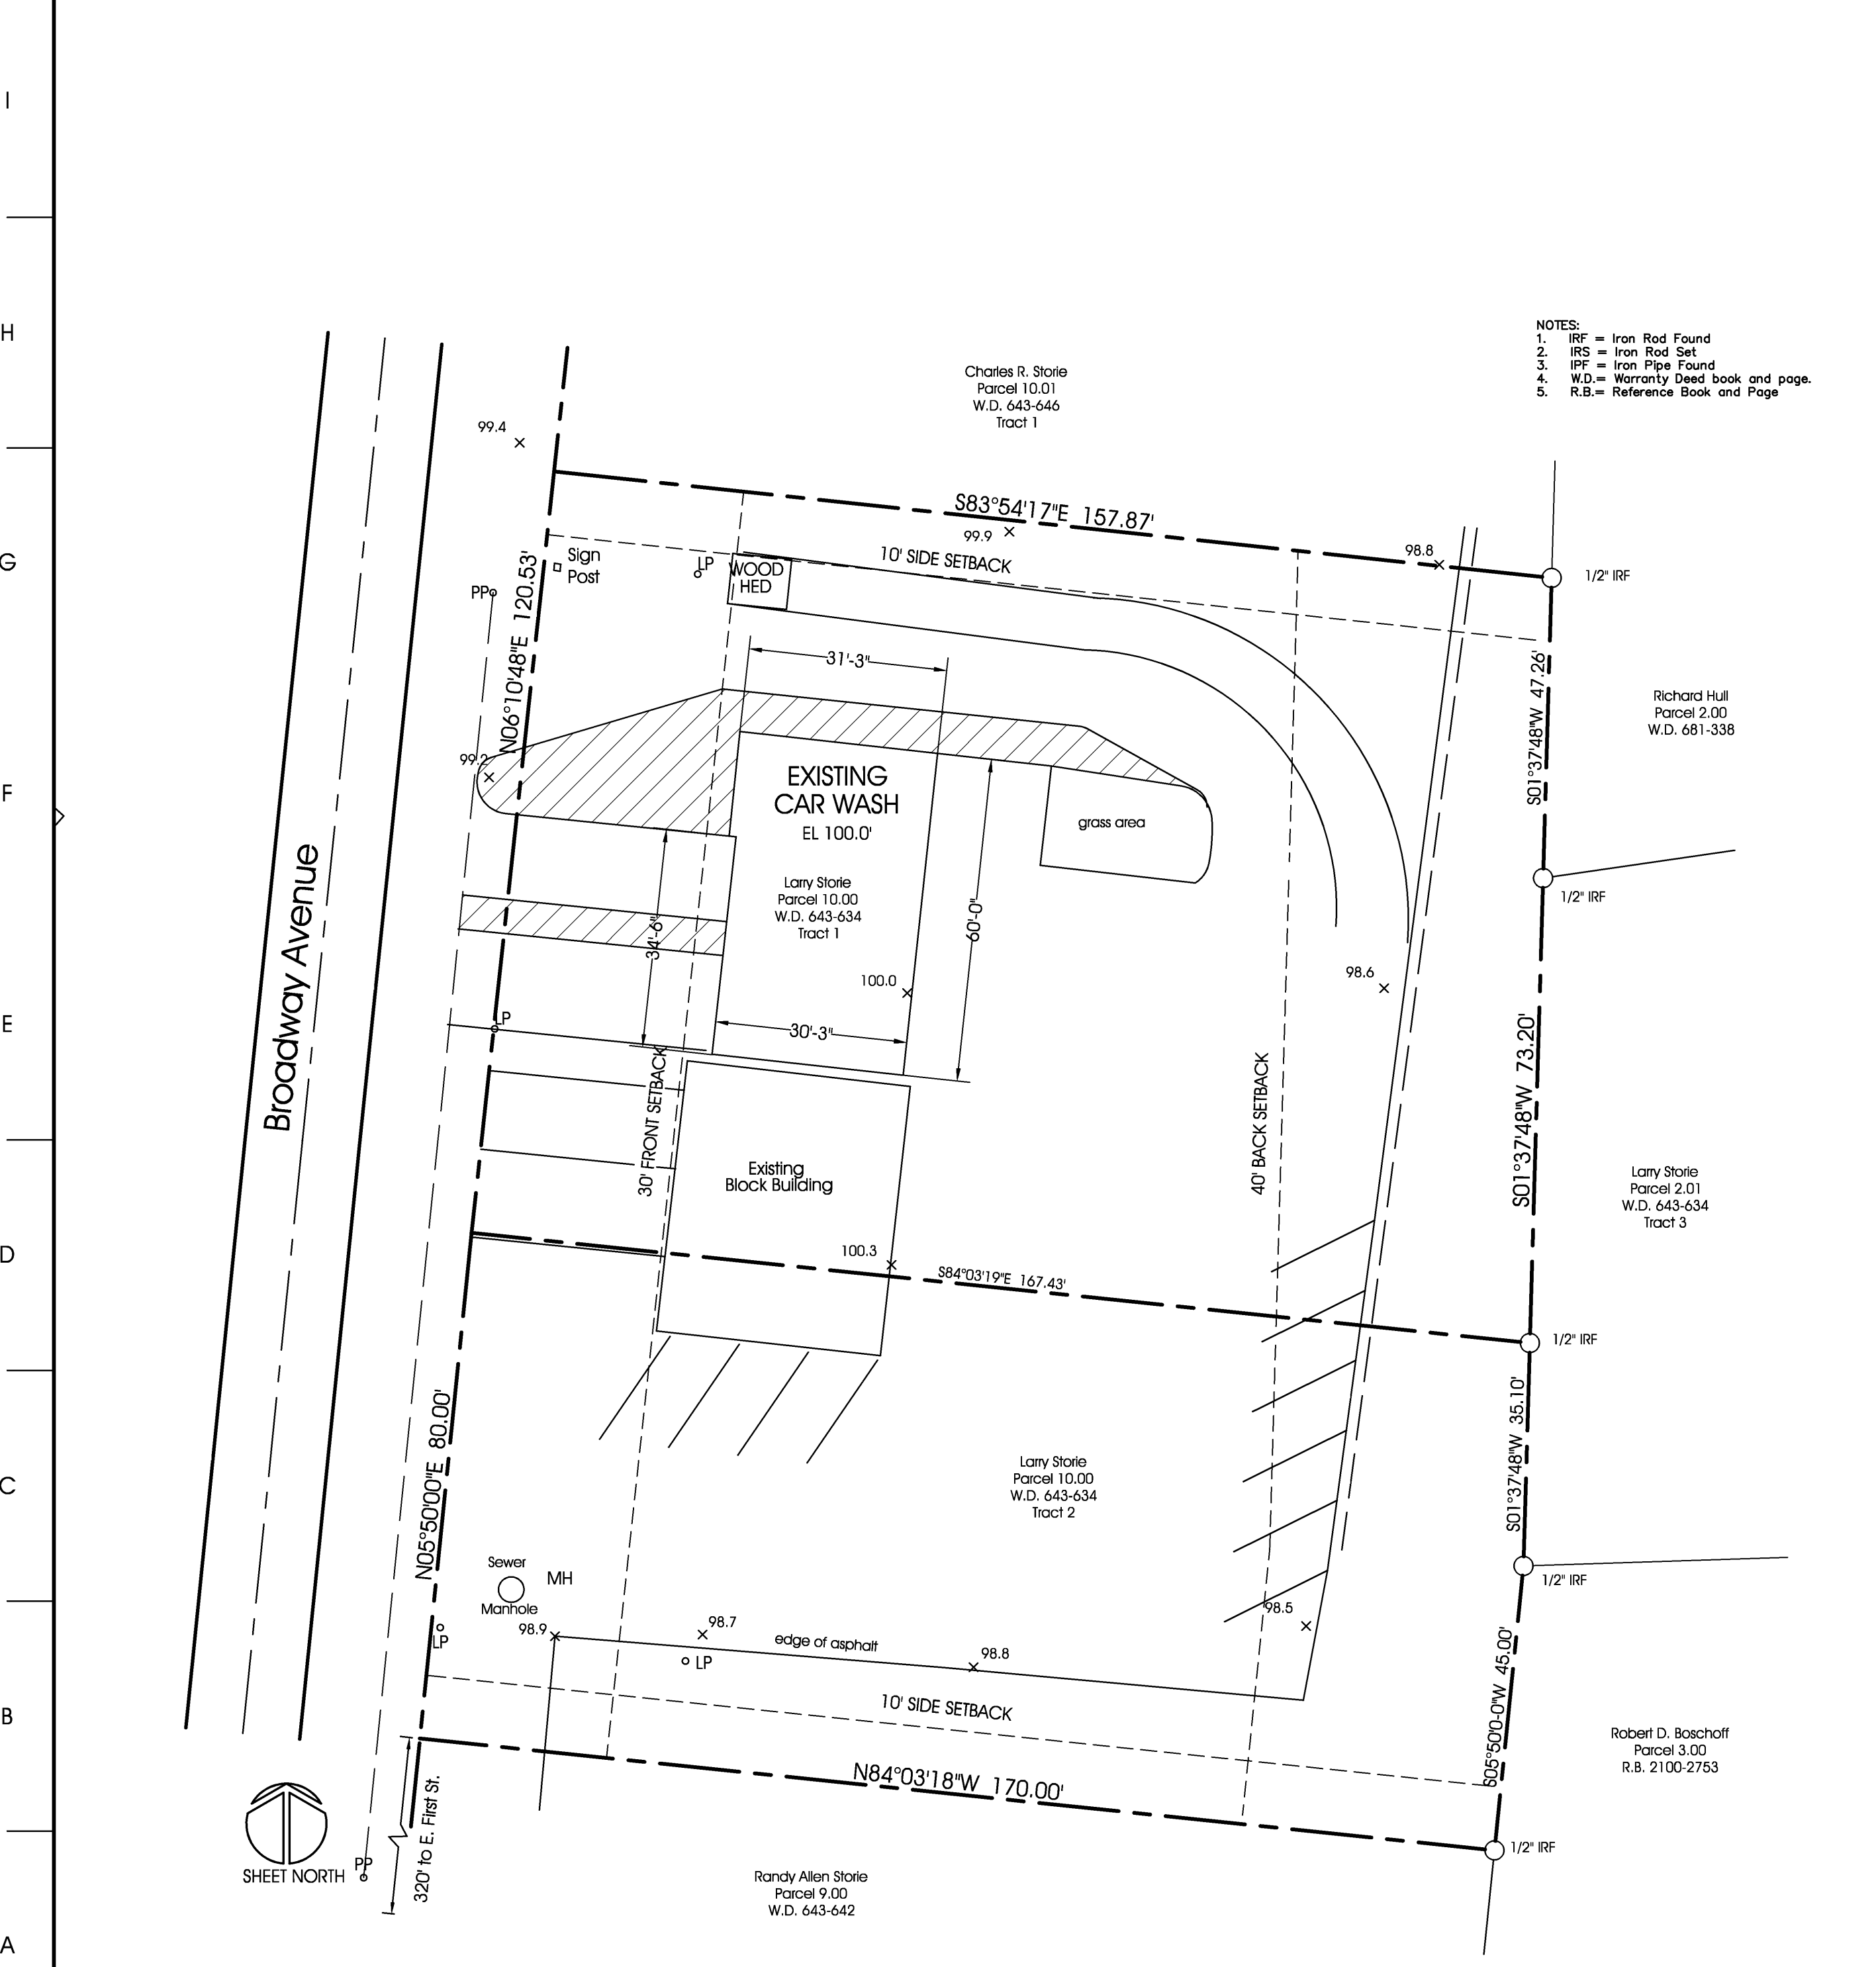 I
H
G
F
E
D
C
B
A
NOTES:
1. IRF = Iron Rod Found
2. IRS = Iron Rod Set
3. IPF = Iron Pipe Found
4. W.D.= Warranty Deed book and page.
5. R.B.= Reference Book and Page
Charles R. Storie
Parcel 10.01
W.D. 643-646
Tract 1
99.4
S83°54'17"E 157.87'
99.9
98.8
10' SIDE SETBACK
1/2" IRF
Sign
Post
LP
WOOD
HED
PP
N06°10'48"E 120.53'
31'-3"
S01°37'48"W 47.26'
Richard Hull
Parcel 2.00
W.D. 681-338
99.2
EXISTING
CAR WASH
EL 100.0'
grass area
Larry Storie
Parcel 10.00
W.D. 643-634
Tract 1
1/2" IRF
34'-6"
60'-0"
Broadway Avenue
100.0
98.6
LP
30'-3"
30' FRONT SETBACK
40' BACK SETBACK
S01°37'48"W 73.20'
Existing
Block Building
Larry Storie
Parcel 2.01
W.D. 643-634
Tract 3
100.3
S84°03'19"E 167.43'
1/2" IRF
N05°50'00"E 80.00'
S01°37'48"W 35.10'
Larry Storie
Parcel 10.00
W.D. 643-634
Tract 2
Sewer
MH
Manhole
1/2" IRF
LP
98.9
98.7
98.5
edge of asphalt
98.8
LP
10' SIDE SETBACK
S05°50'0-0"W 45.00'
Robert D. Boschoff
Parcel 3.00
R.B. 2100-2753
N84°03'18"W 170.00'
320' to E. First St.
1/2" IRF
PP
SHEET NORTH
Randy Allen Storie
Parcel 9.00
W.D. 643-642